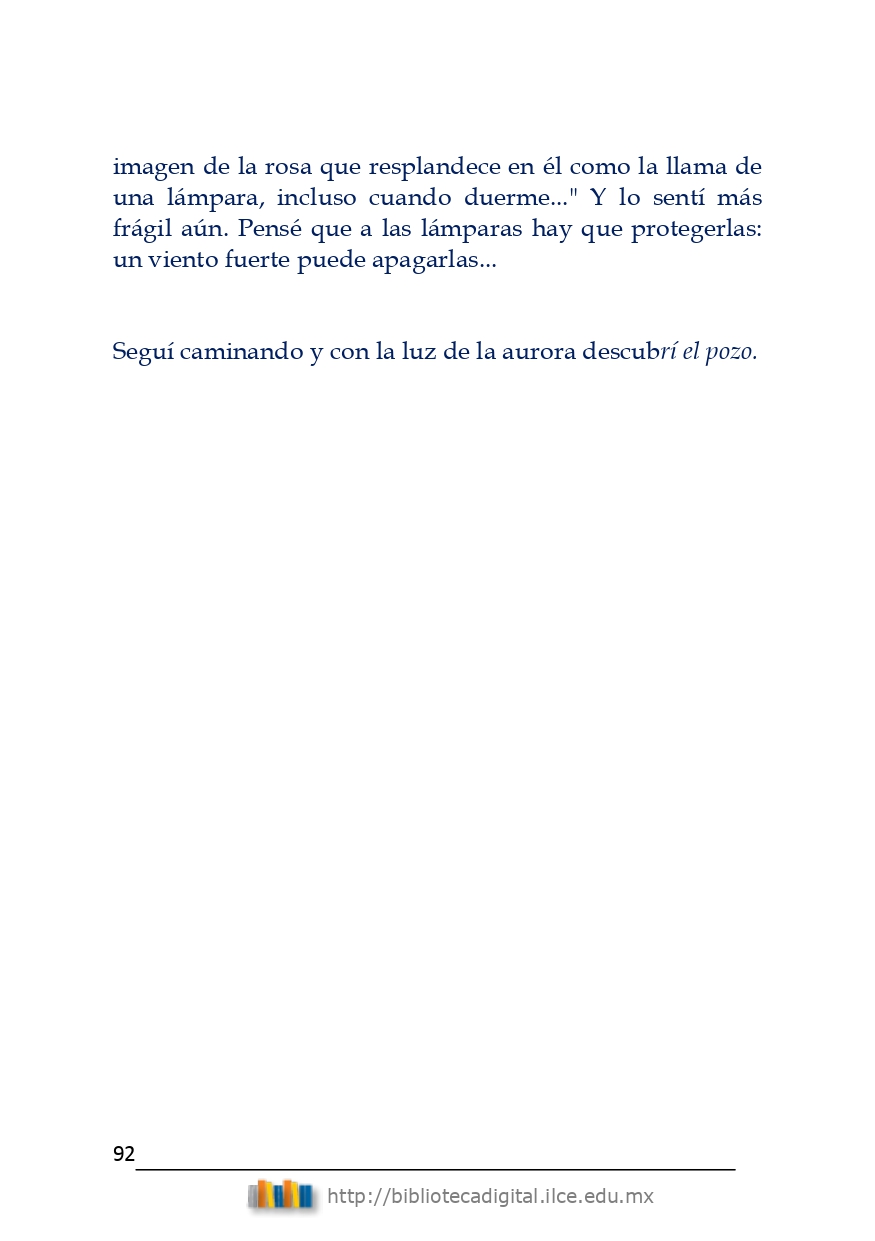 imagen de la rosa que resplandece en él como la llama de
una lámpara, incluso cuando duerme..." Y lo sentí más
frágil aún. Pensé que a las lámparas hay que protegerlas:
un viento fuerte puede apagarlas...
Seguí caminando y con la luz de la aurora descubrí el pozo.
92
http://bibliotecadigital.ilce.edu.mx